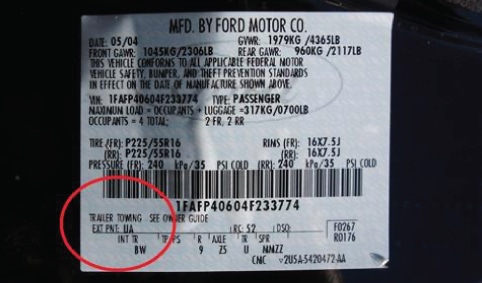 MFD. BY FORD MOTOR CO.
DATE: 05/04 GVWR: 1979KG /4365LB
FRONT GAWR: 1045KG/2306LB REAR GAWR: 960KG /2117LB
THIS VEHICLE CONFORMS TO ALL APPLICABLE FEDERAL MOTOR
VEHICLE SAFETY, BUMPER, AND THEFT PREVENTION STANDARDS
IN EFFECT ON THE DATE OF MANUFACTURE SHOWN ABOVE.
VIN: 1FAFP40604F233774 TYPE: PASSENGER
MAXIMUM LOAD = OCCUPANTS + LUGGAGE =317KG/0700LB
OCCUPANTS = 4 TOTAL: 2 FR, 2 RR
TIRE (FR): P225/55R16 RIMS (FR): 16X7.5J
(RR): P225/55R16 (RR): 16X7.5J
PRESSURE (FR): 240 kPa/35 PSI COLD (RR): 240 kPa/35 PSI COLD
1FAFP40604F233774
TRAILER TOWING - SEE OWNER GUIDE
EXT PNT: UA RC: 52 DSO: F0267
INT TR TP/PS R AXLE TR SPR R0176
BW 9 Z5 U MMZZ
CMC 2U5A-5420472-AA